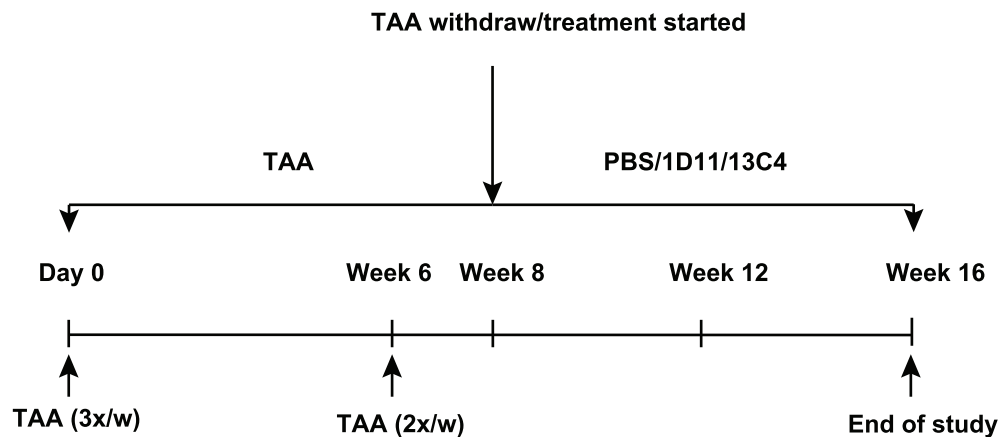 TAA withdraw/treatment started
TAA
PBS/1D11/13C4
Day 0
Week 6
Week 8
Week 12
Week 16
TAA (3x/w)
TAA (2x/w)
End of study